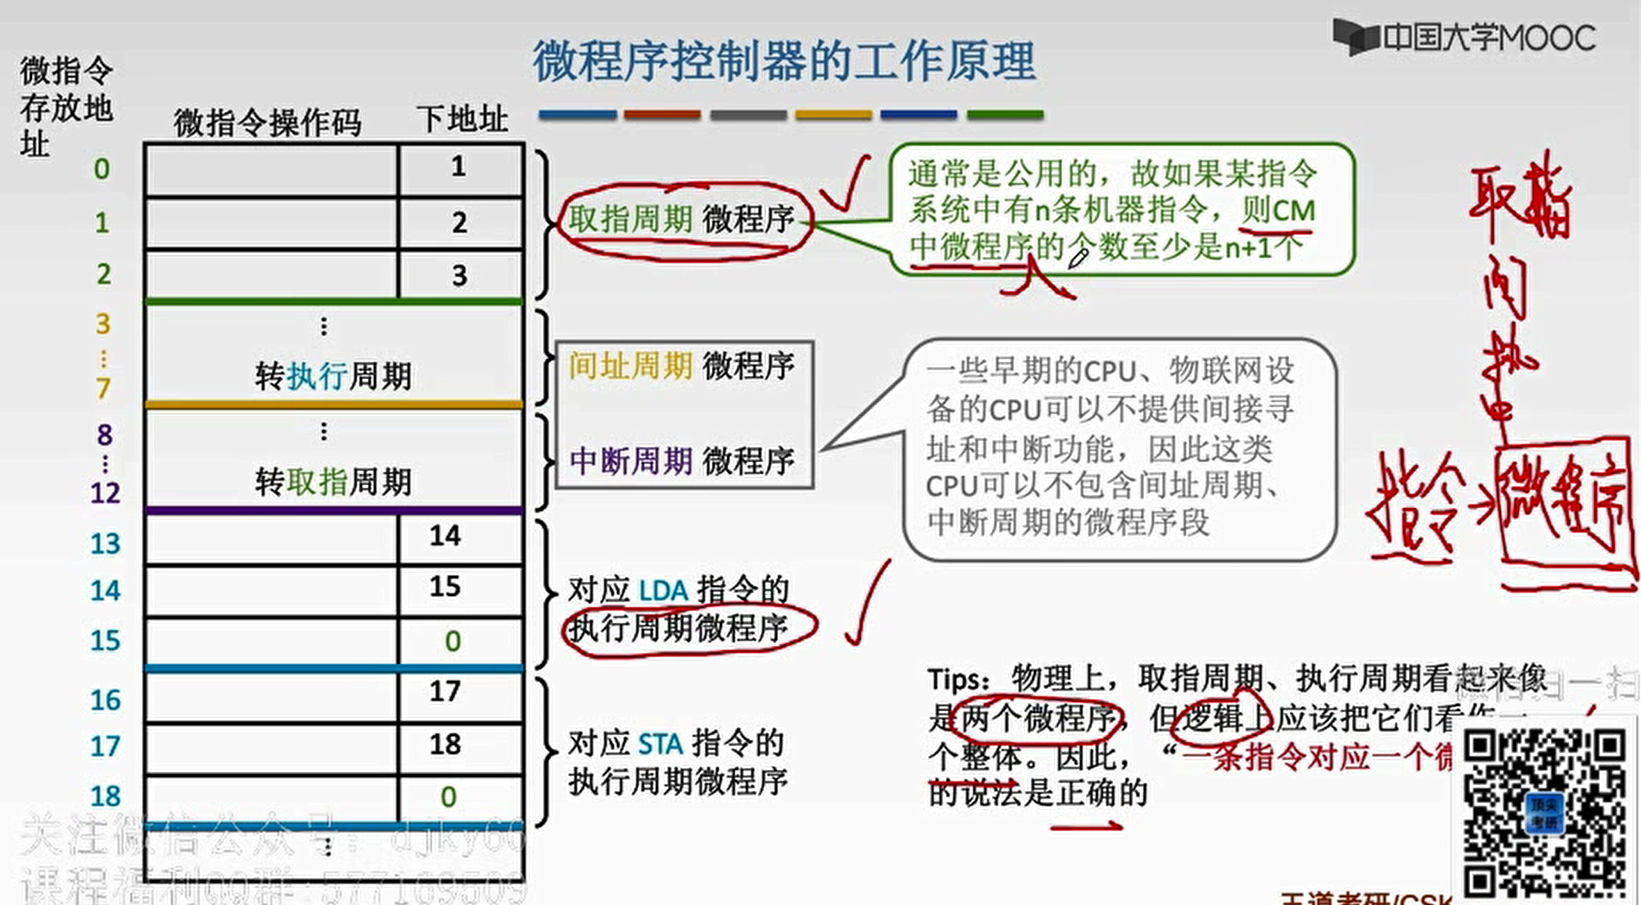 中国大学MOOC
微程序控制器的工作原理
微指令
存放地
址
微指令操作码
下地址
0
1
1
2
2
3
取指周期 微程序
通常是公用的，故如果某指令
系统中有n条机器指令，则CM
中微程序的个数至少是n+1个
取指
间
执
中
指令
微程序
3
⋮
7
⋮
转执行周期
间址周期 微程序
8
⋮
12
⋮
转取指周期
中断周期 微程序
一些早期的CPU、物联网设
备的CPU可以不提供间接寻
址和中断功能，因此这类
CPU可以不包含间址周期、
中断周期的微程序段
13
14
14
15
15
0
对应 LDA 指令的
执行周期微程序
16
17
17
18
18
0
对应 STA 指令的
执行周期微程序
⋮
Tips：物理上，取指周期、执行周期看起来像
是两个微程序，但逻辑上应该把它们看作一
个整体。因此，“一条指令对应一个微
的说法是正确的
微信扫一扫
顶尖
考研
关注微信公众号：djky66
课程福利QQ群:577169509
王道考研/CSK